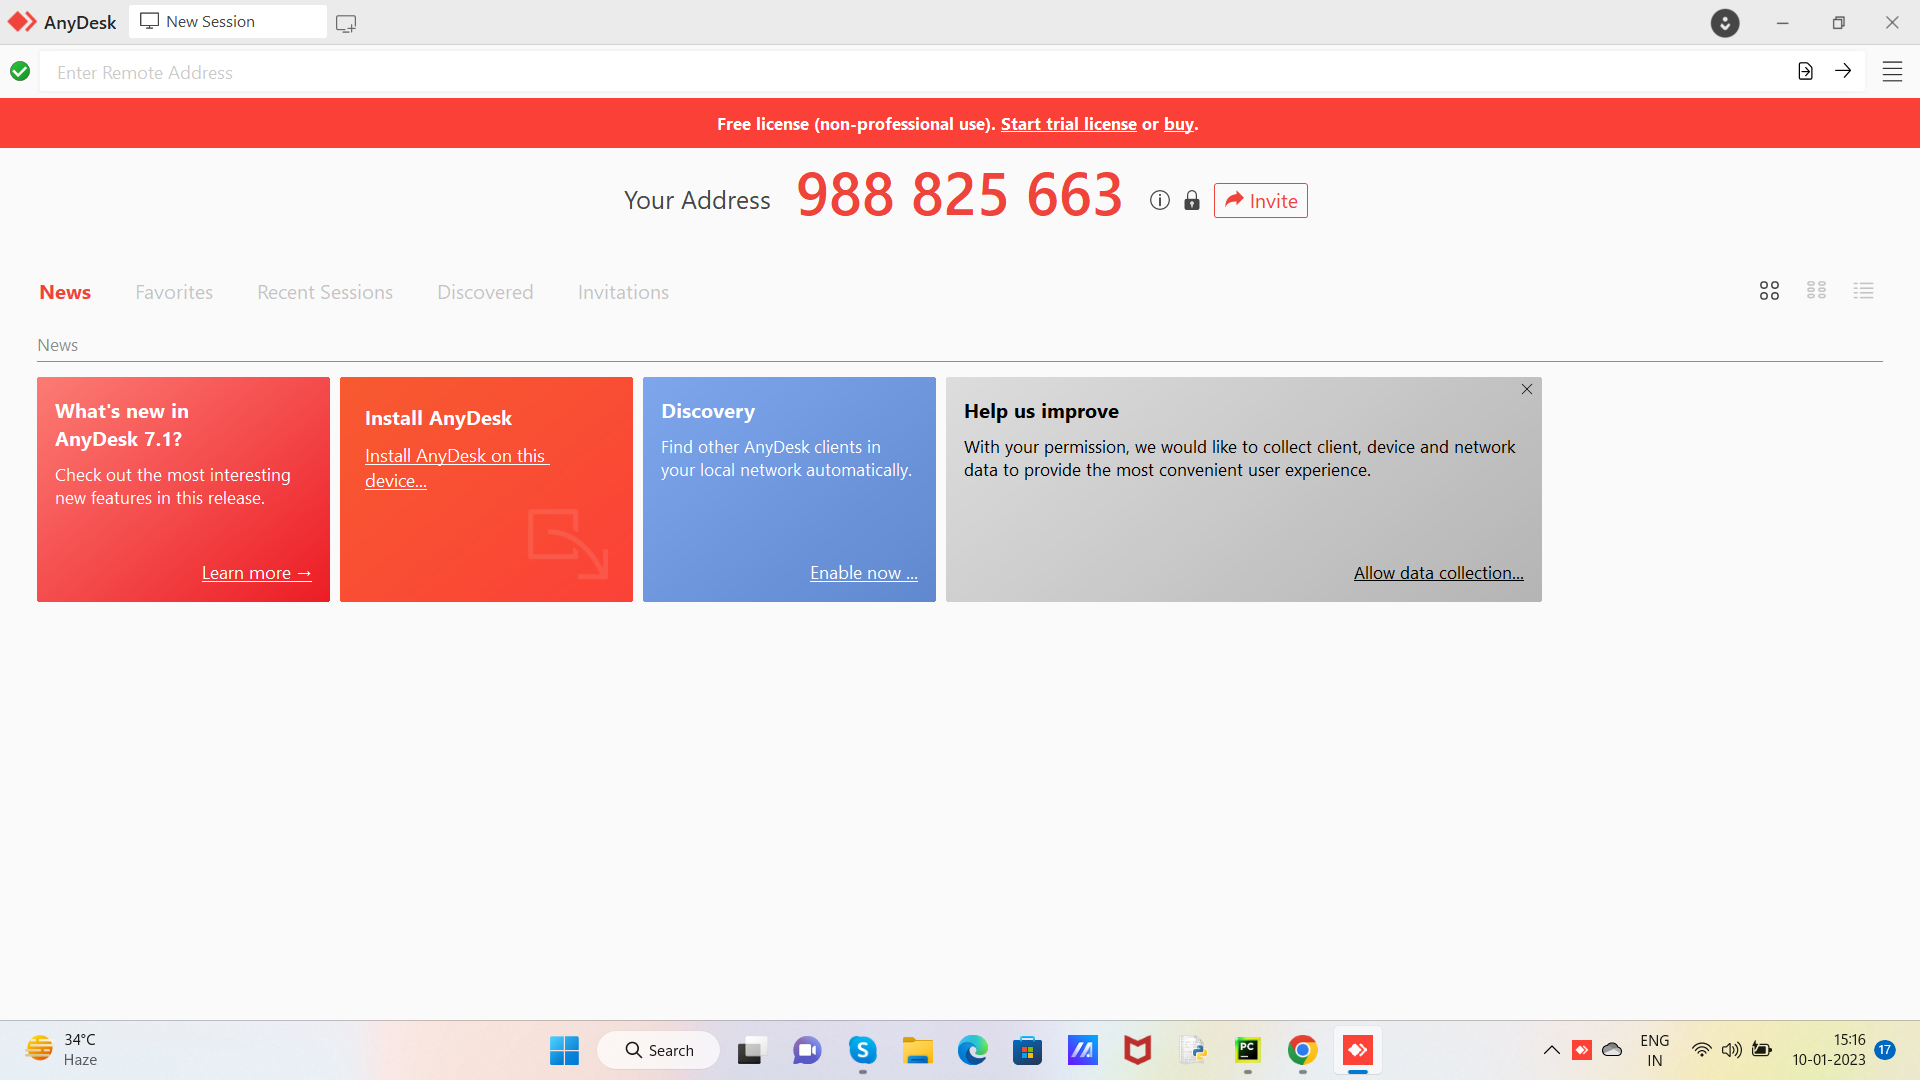 AnyDesk
New Session
Enter Remote Address
Free license (non-professional use). Start trial license or buy.
Your Address 988 825 663 Invite
News Favorites Recent Sessions Discovered Invitations
News
What's new in
AnyDesk 7.1?
Check out the most interesting
new features in this release.
Learn more →
Install AnyDesk
Install AnyDesk on this
device...
Discovery
Find other AnyDesk clients in
your local network automatically.
Enable now ...
Help us improve
With your permission, we would like to collect client, device and network
data to provide the most convenient user experience.
Allow data collection...
34°C
Haze
Search
S
PC
ENG
IN
15:16
10-01-2023
17